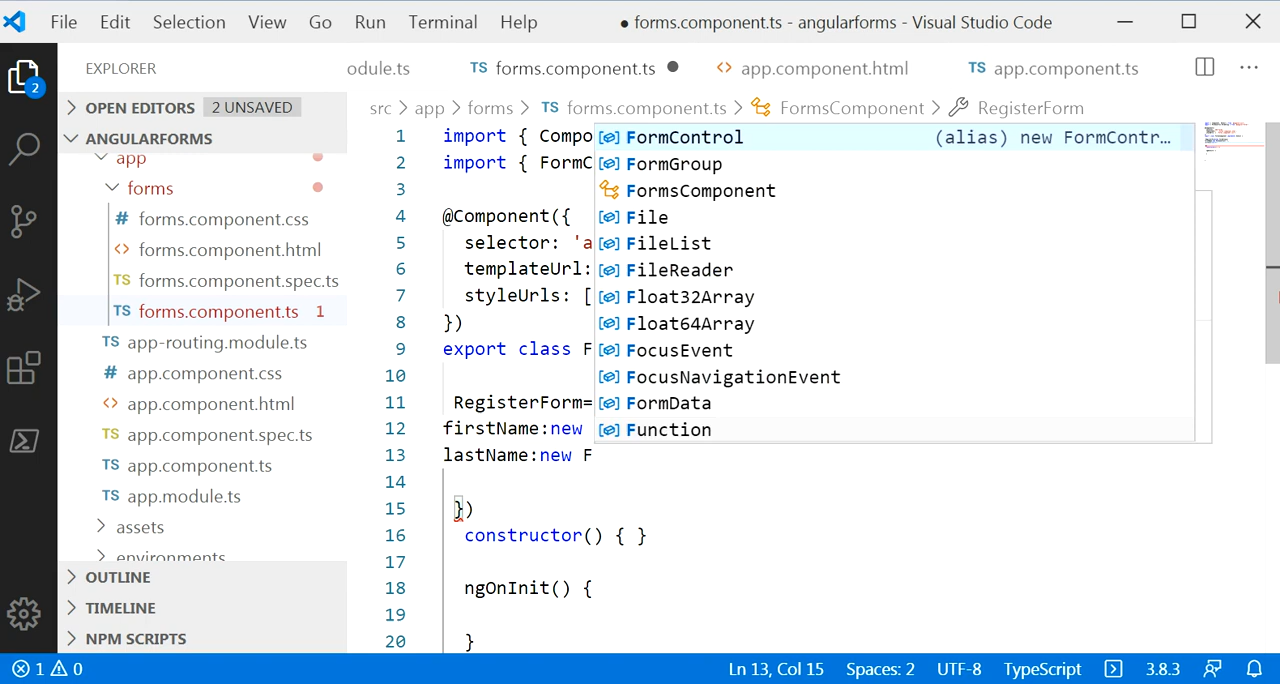 File Edit Selection View Go Run Terminal Help ● forms.component.ts - angularforms - Visual Studio Code
2
EXPLORER
OPEN EDITORS 2 UNSAVED
ANGULARFORMS
app
forms
# forms.component.css
<> forms.component.html
TS forms.component.spec.ts
TS forms.component.ts 1
TS app-routing.module.ts
# app.component.css
<> app.component.html
TS app.component.spec.ts
TS app.component.ts
TS app.module.ts
assets
environments
OUTLINE
TIMELINE
NPM SCRIPTS
odule.ts TS forms.component.ts ● <> app.component.html TS app.component.ts ...
src > app > forms > TS forms.component.ts > FormsComponent > RegisterForm
1 import { Compo
2 import { FormC
3
4 @Component({
5 selector: 'a
6 templateUrl:
7 styleUrls: [
8 })
9 export class F
10
11 RegisterForm=
12 firstName:new
13 lastName:new F
14
15 })
16 constructor() { }
17
18 ngOnInit() {
19
20 }
FormControl (alias) new FormContr…
FormGroup
FormsComponent
File
FileList
FileReader
Float32Array
Float64Array
FocusEvent
FocusNavigationEvent
FormData
Function
1 0 Ln 13, Col 15 Spaces: 2 UTF-8 TypeScript 3.8.3